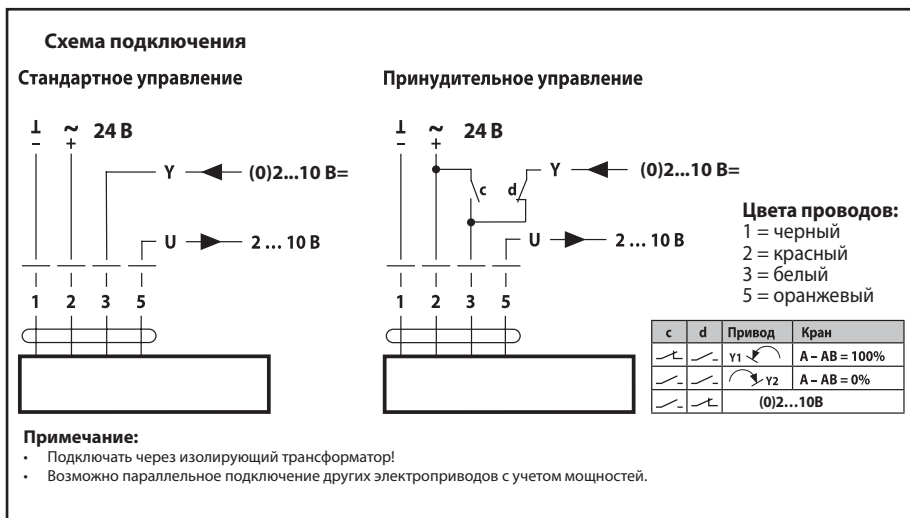 Схема подключения
Стандартное управление
⊥ ~ 24 В
- +
Y (0)2...10 В=
U 2 ... 10 В
1 2 3 5
Принудительное управление
⊥ ~ 24 В
- +
Y (0)2...10 В=
c d
U 2 ... 10 В
1 2 3 5
Цвета проводов:
1 = черный
2 = красный
3 = белый
5 = оранжевый
c d Привод Кран
Y1 A – AB = 100%
Y2 A – AB = 0%
(0)2...10В
Примечание:
• Подключать через изолирующий трансформатор!
• Возможно параллельное подключение других электроприводов с учетом мощностей.